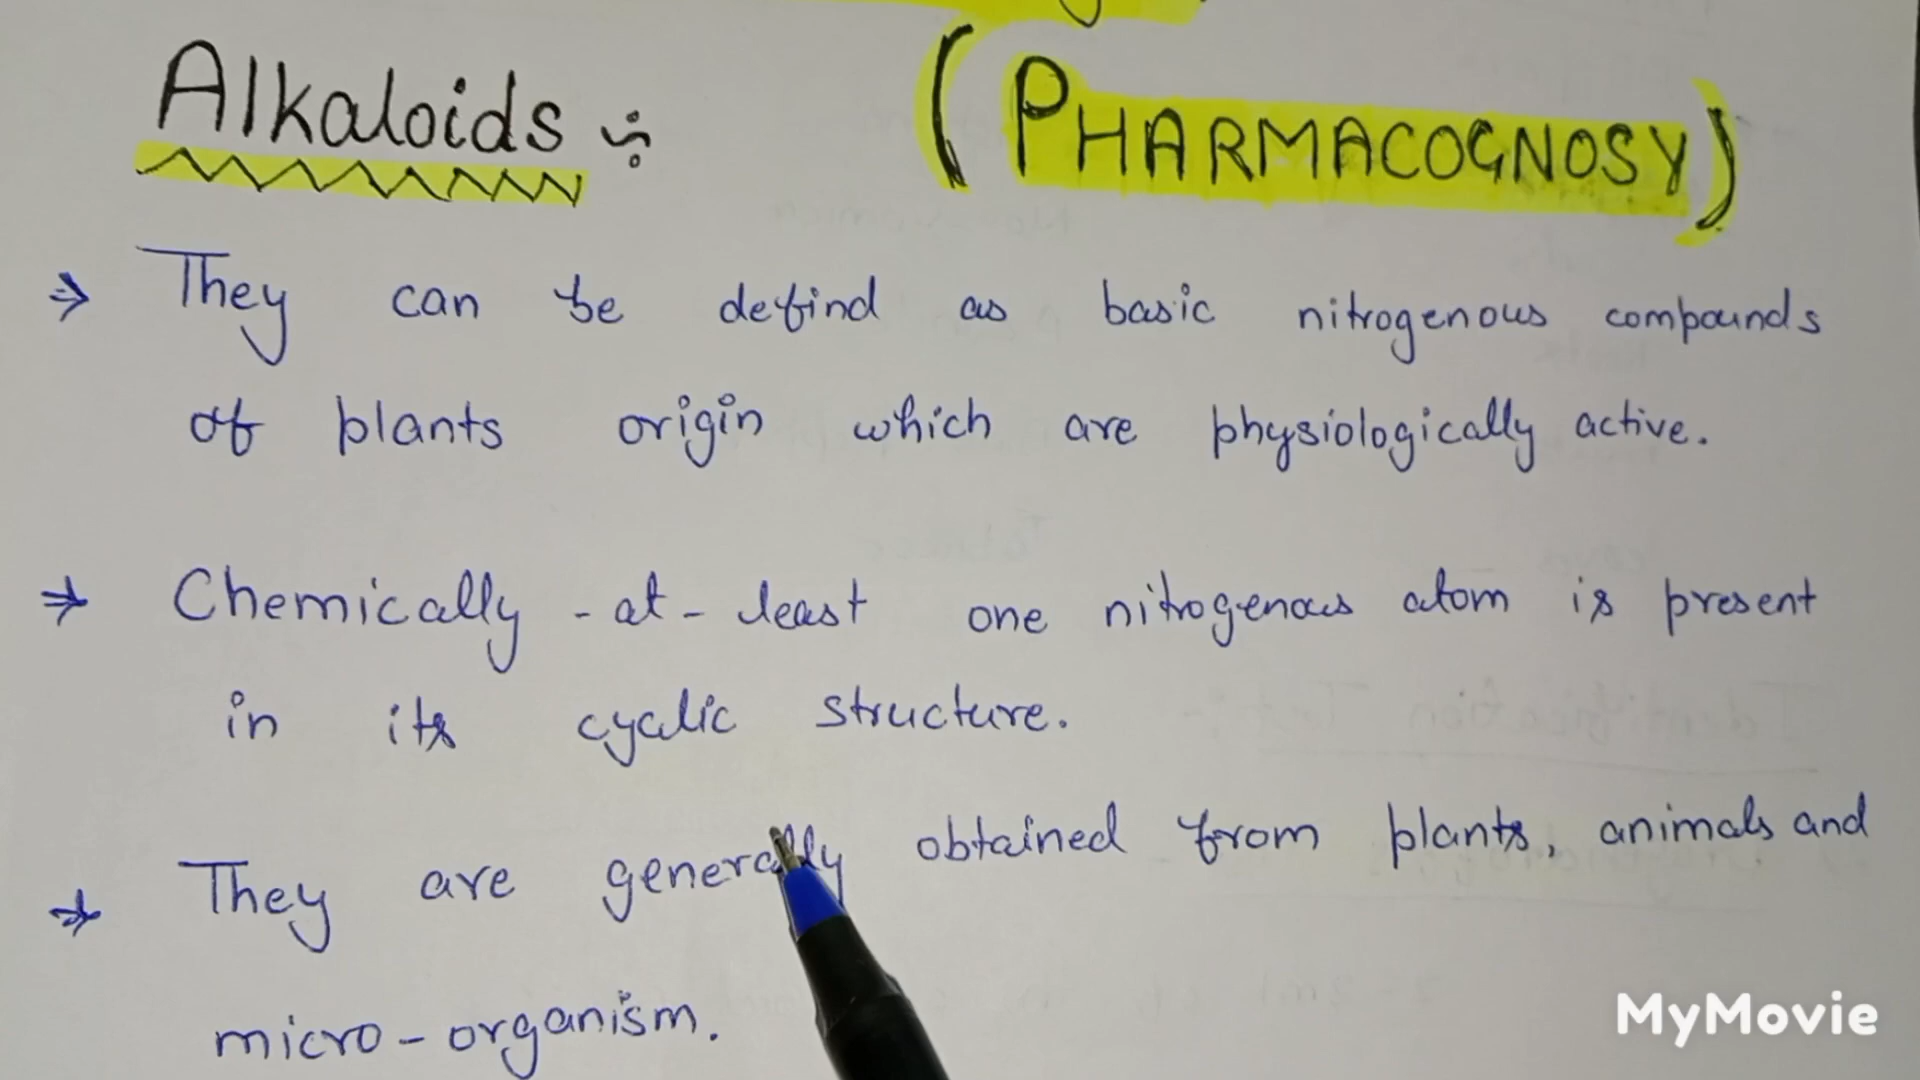 Alkaloids :- (PHARMACOGNOSY)
⇒ They can be defind as basic nitrogenous compounds
of plants origin which are physiologically active.
⇒ Chemically -at- least one nitrogenous atom is present
in its cyclic structure.
⇒ They are generally obtained from plants, animals and
micro-organism.
MyMovie